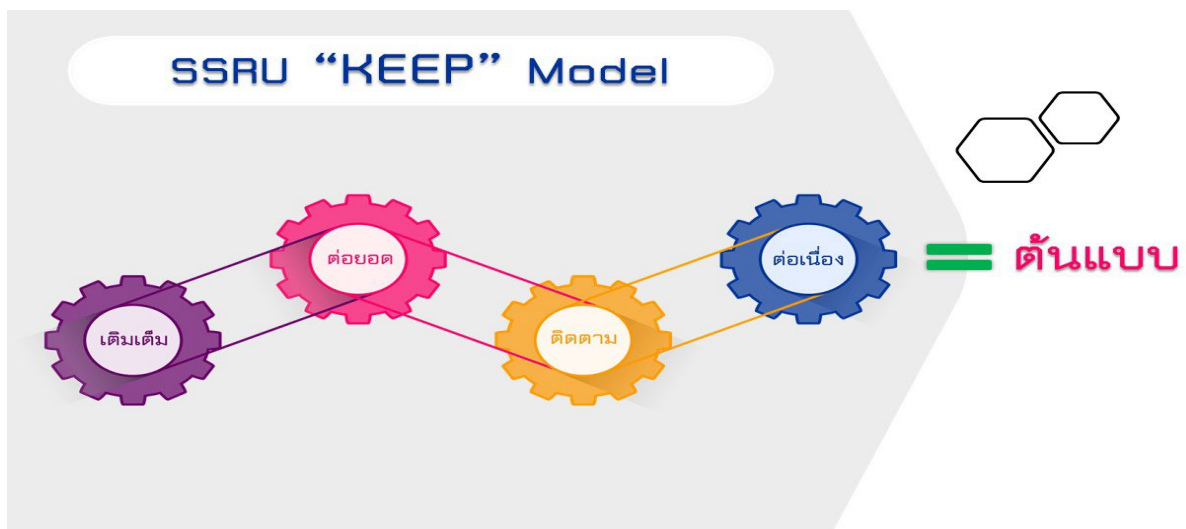 SSRU “KEEP” Model
เติมเต็ม
ต่อยอด
ติดตาม
ต่อเนื่อง
= ต้นแบบ